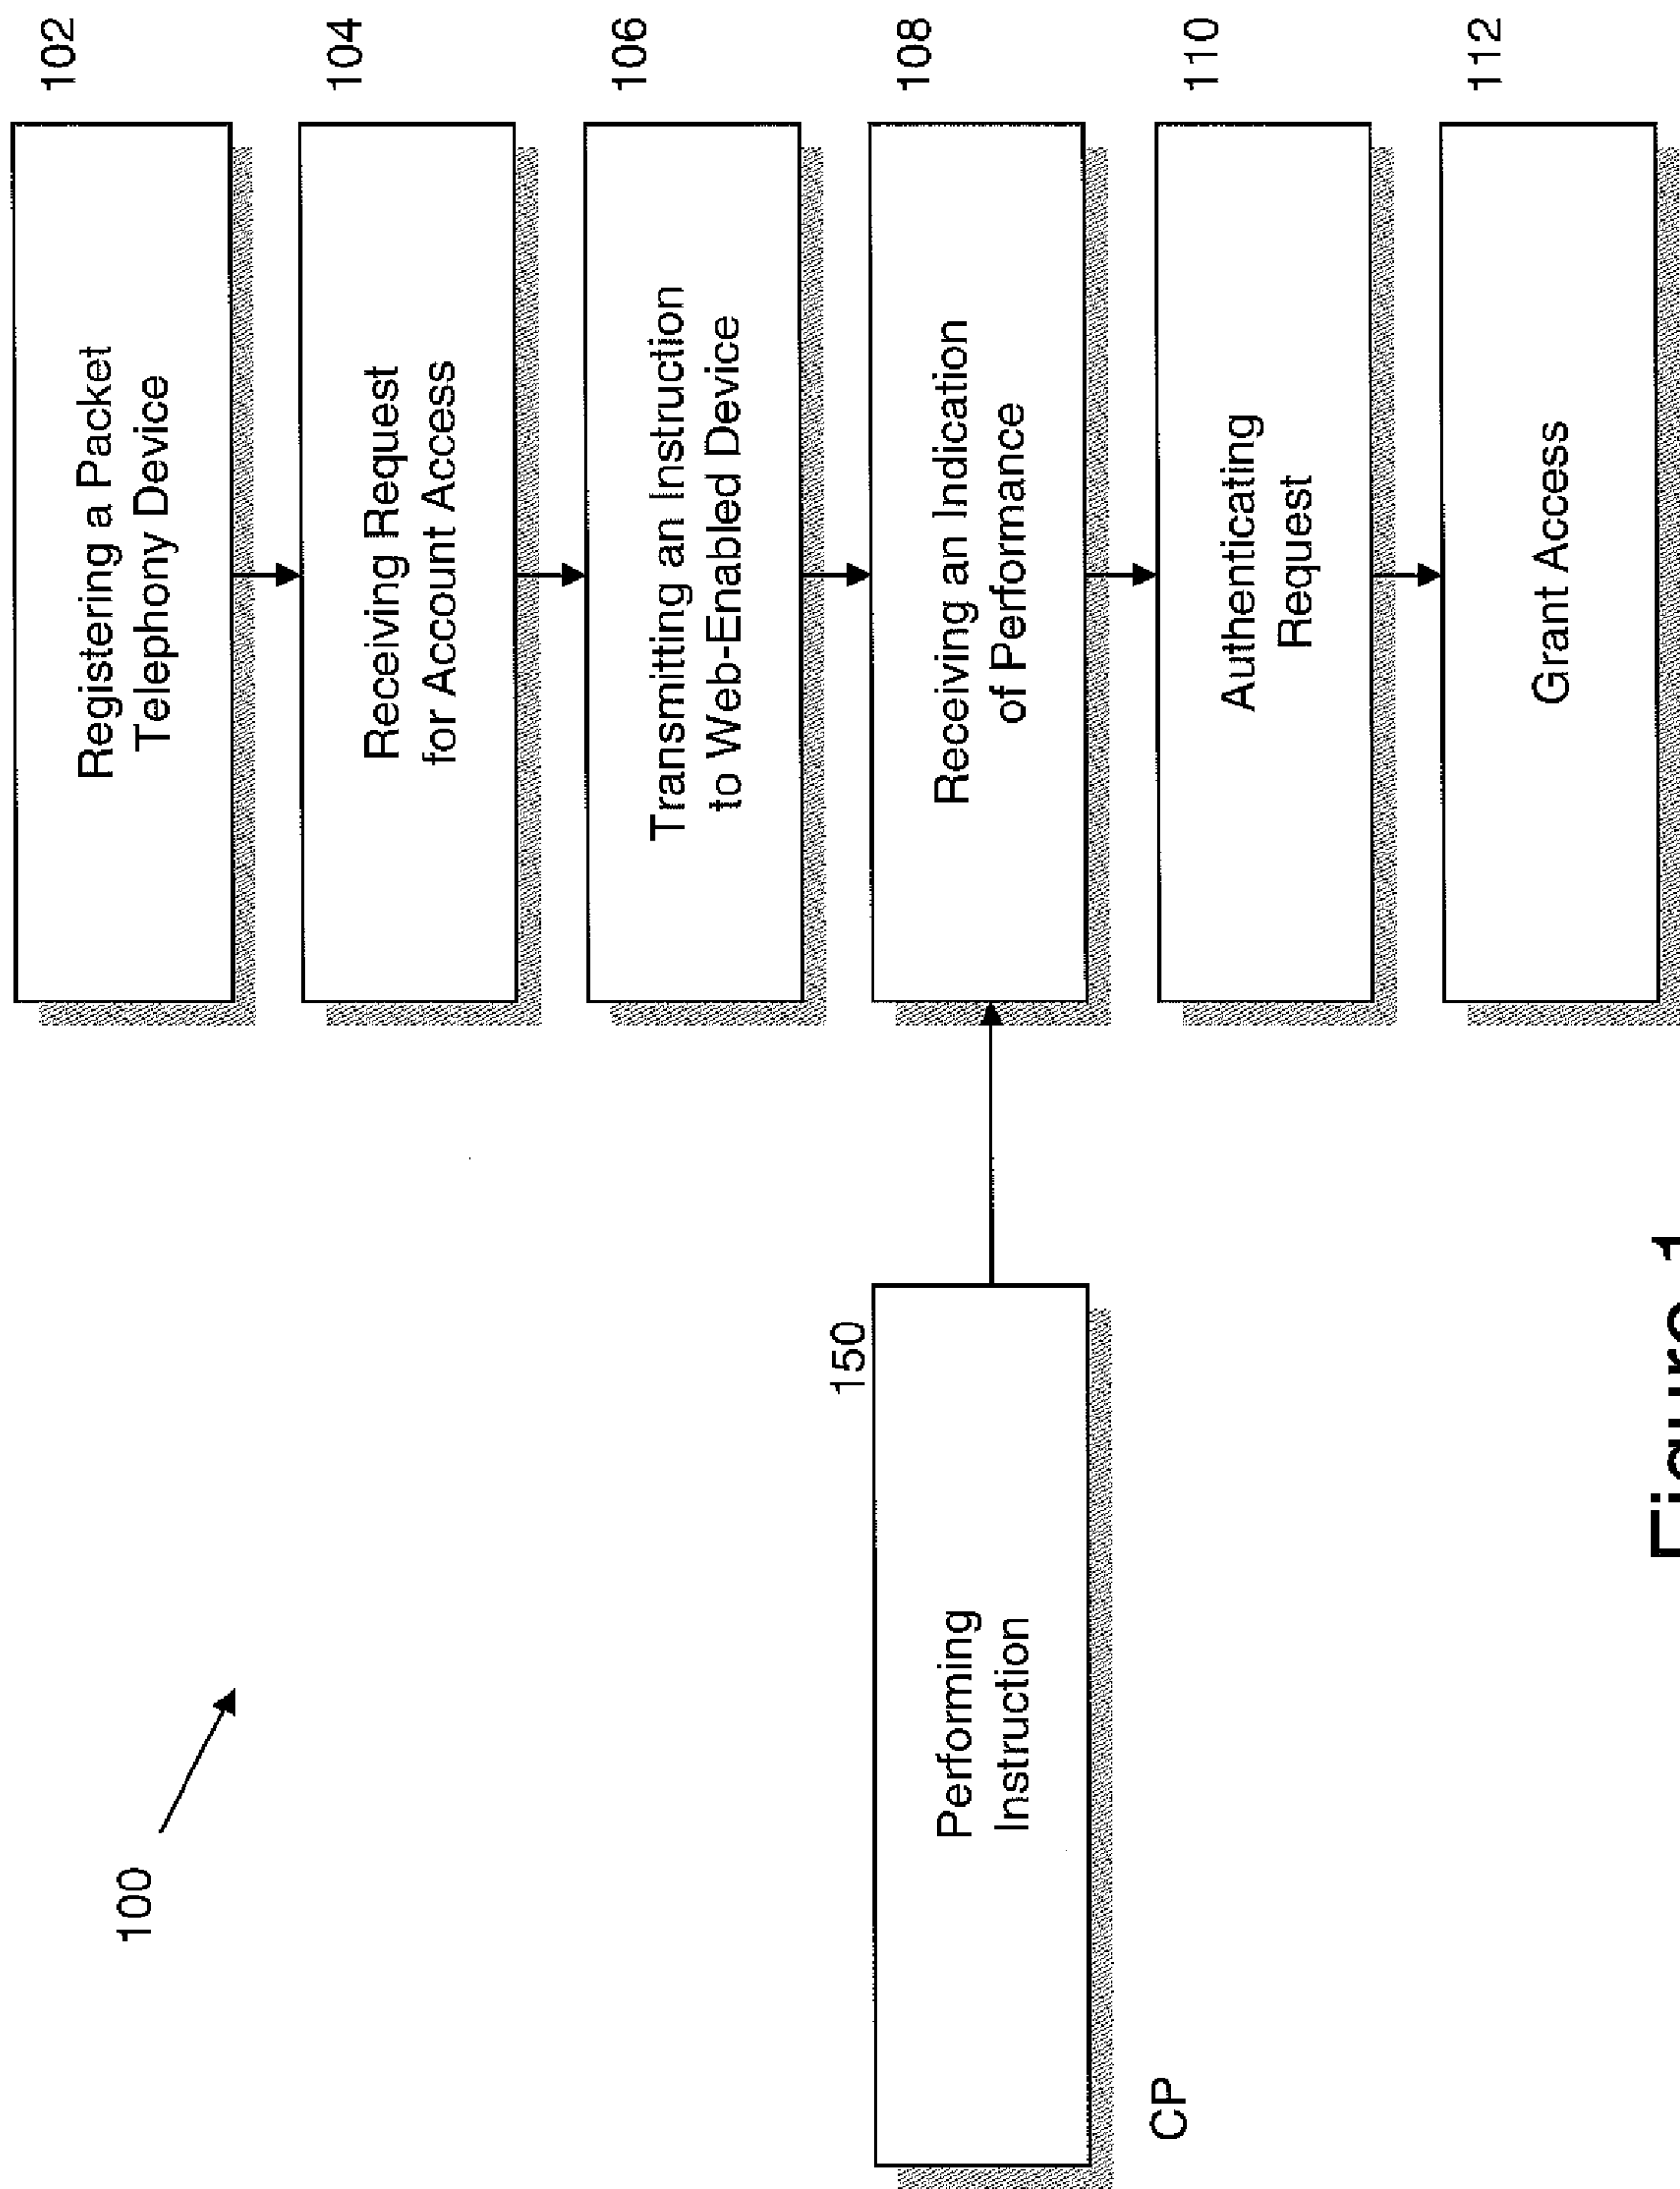 102
Registering a Packet
Telephony Device
104
Receiving Request
for Account Access
106
Transmitting an Instruction
to Web-Enabled Device
108
Receiving an Indication
of Performance
110
Authenticating
Request
112
Grant Access
100
150
Performing
Instruction
CP
Figure 1